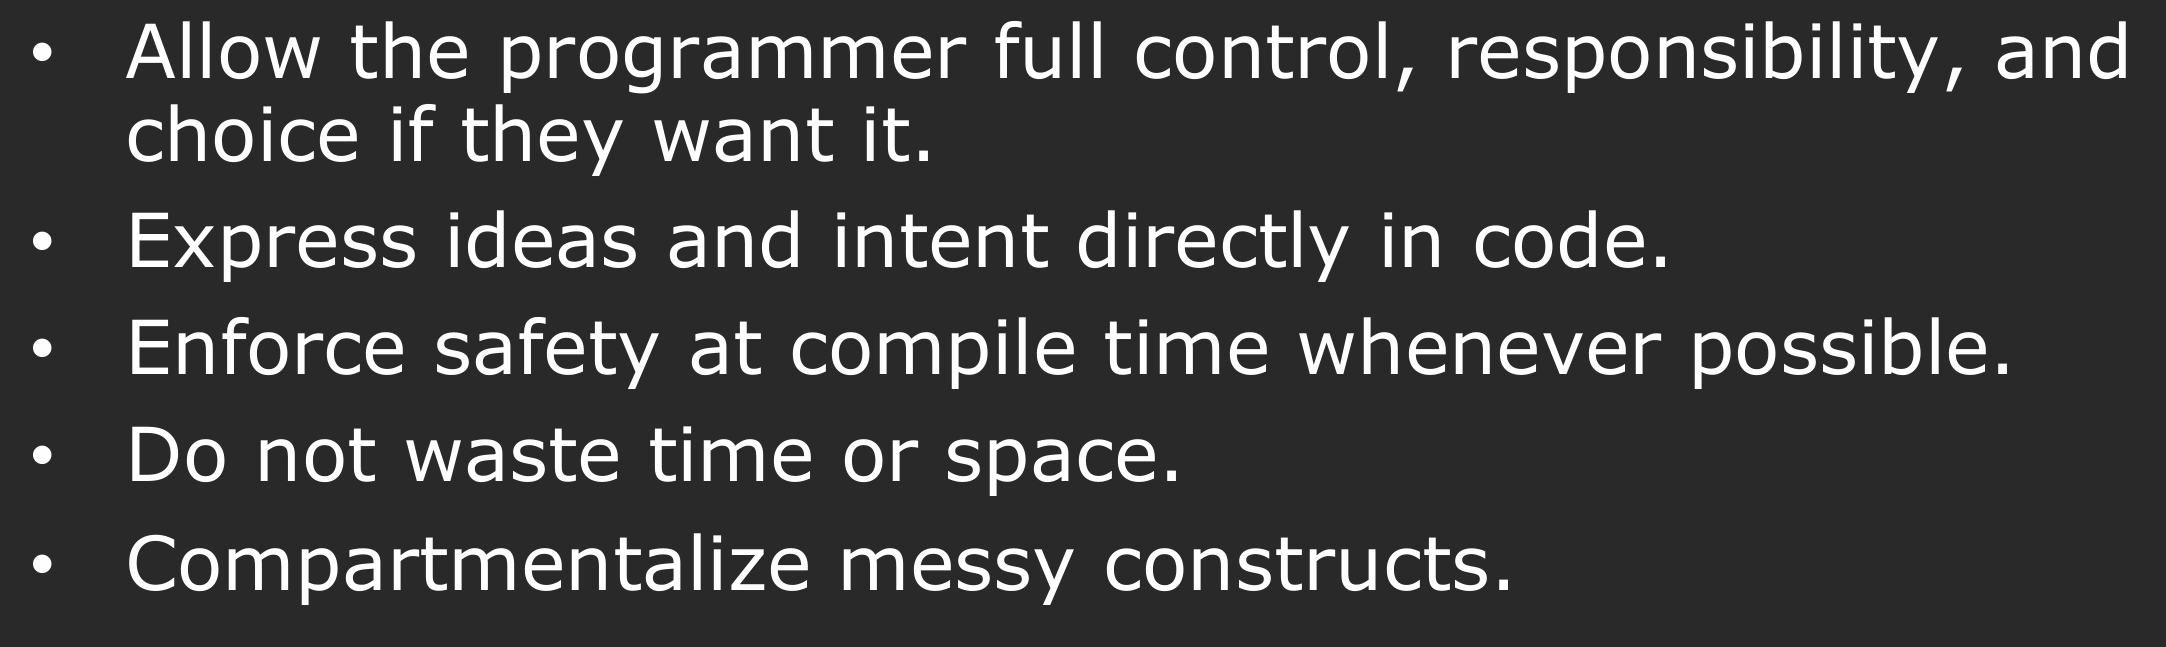 • Allow the programmer full control, responsibility, and
choice if they want it.
• Express ideas and intent directly in code.
• Enforce safety at compile time whenever possible.
• Do not waste time or space.
• Compartmentalize messy constructs.